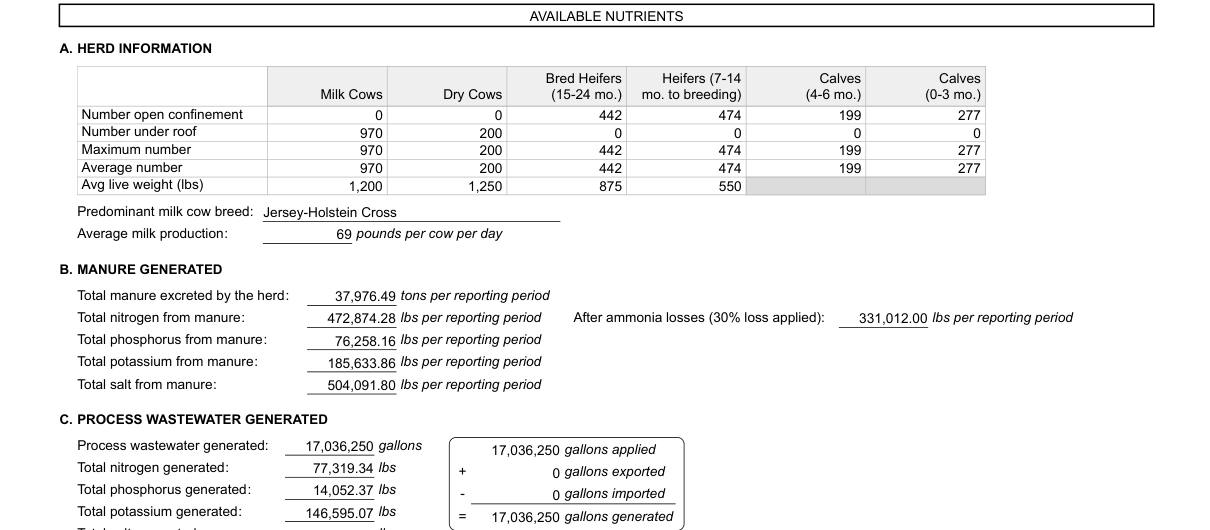 AVAILABLE NUTRIENTS
A. HERD INFORMATION
Milk Cows Dry Cows Bred Heifers (15-24 mo.) Heifers (7-14 mo. to breeding) Calves (4-6 mo.) Calves (0-3 mo.)
Number open confinement 0 0 442 474 199 277
Number under roof 970 200 0 0 0 0
Maximum number 970 200 442 474 199 277
Average number 970 200 442 474 199 277
Avg live weight (lbs) 1,200 1,250 875 550
Predominant milk cow breed: Jersey-Holstein Cross
Average milk production: 69 pounds per cow per day
B. MANURE GENERATED
Total manure excreted by the herd: 37,976.49 tons per reporting period
Total nitrogen from manure: 472,874.28 lbs per reporting period After ammonia losses (30% loss applied): 331,012.00 lbs per reporting period
Total phosphorus from manure: 76,258.16 lbs per reporting period
Total potassium from manure: 185,633.86 lbs per reporting period
Total salt from manure: 504,091.80 lbs per reporting period
C. PROCESS WASTEWATER GENERATED
Process wastewater generated: 17,036,250 gallons 17,036,250 gallons applied
Total nitrogen generated: 77,319.34 lbs + 0 gallons exported
Total phosphorus generated: 14,052.37 lbs - 0 gallons imported
Total potassium generated: 146,595.07 lbs = 17,036,250 gallons generated